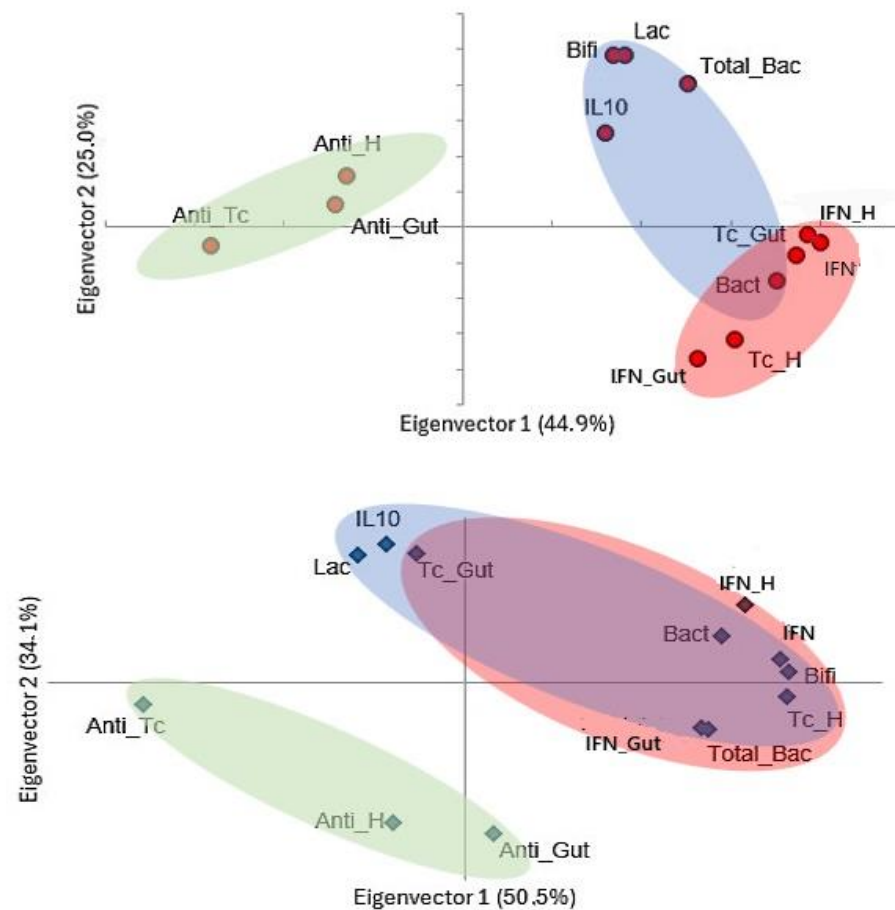 Lac
Bifi
Total_Bac
IL10
Anti_H
Anti_Tc
Anti_Gut
IFN_H
Tc_Gut
IFN
Bact
Tc_H
IFN_Gut
Eigenvector 2 (25.0%)
Eigenvector 1 (44.9%)
IL10
Lac
Tc_Gut
IFN_H
Bact
IFN
Bifi
Tc_H
IFN_Gut
Total_Bac
Anti_Tc
Anti_H
Anti_Gut
Eigenvector 2 (34.1%)
Eigenvector 1 (50.5%)